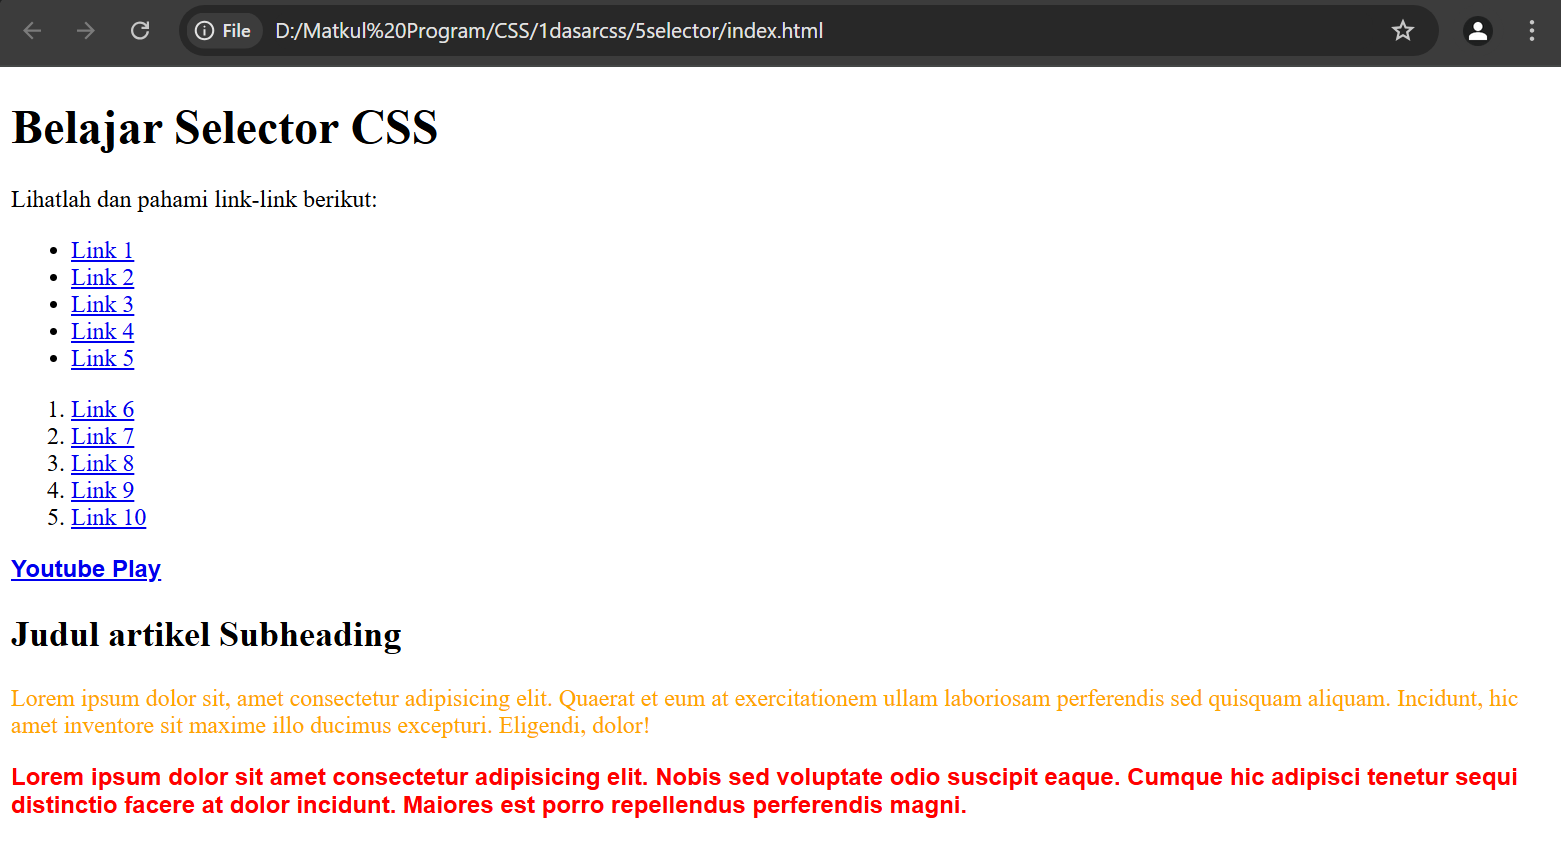 File D:/Matkul%20Program/CSS/1dasarcss/5selector/index.html
Belajar Selector CSS
Lihatlah dan pahami link-link berikut:
• Link 1
• Link 2
• Link 3
• Link 4
• Link 5
1. Link 6
2. Link 7
3. Link 8
4. Link 9
5. Link 10
Youtube Play
Judul artikel Subheading
Lorem ipsum dolor sit, amet consectetur adipisicing elit. Quaerat et eum at exercitationem ullam laboriosam perferendis sed quisquam aliquam. Incidunt, hic
amet inventore sit maxime illo ducimus excepturi. Eligendi, dolor!
Lorem ipsum dolor sit amet consectetur adipisicing elit. Nobis sed voluptate odio suscipit eaque. Cumque hic adipisci tenetur sequi
distinctio facere at dolor incidunt. Maiores est porro repellendus perferendis magni.